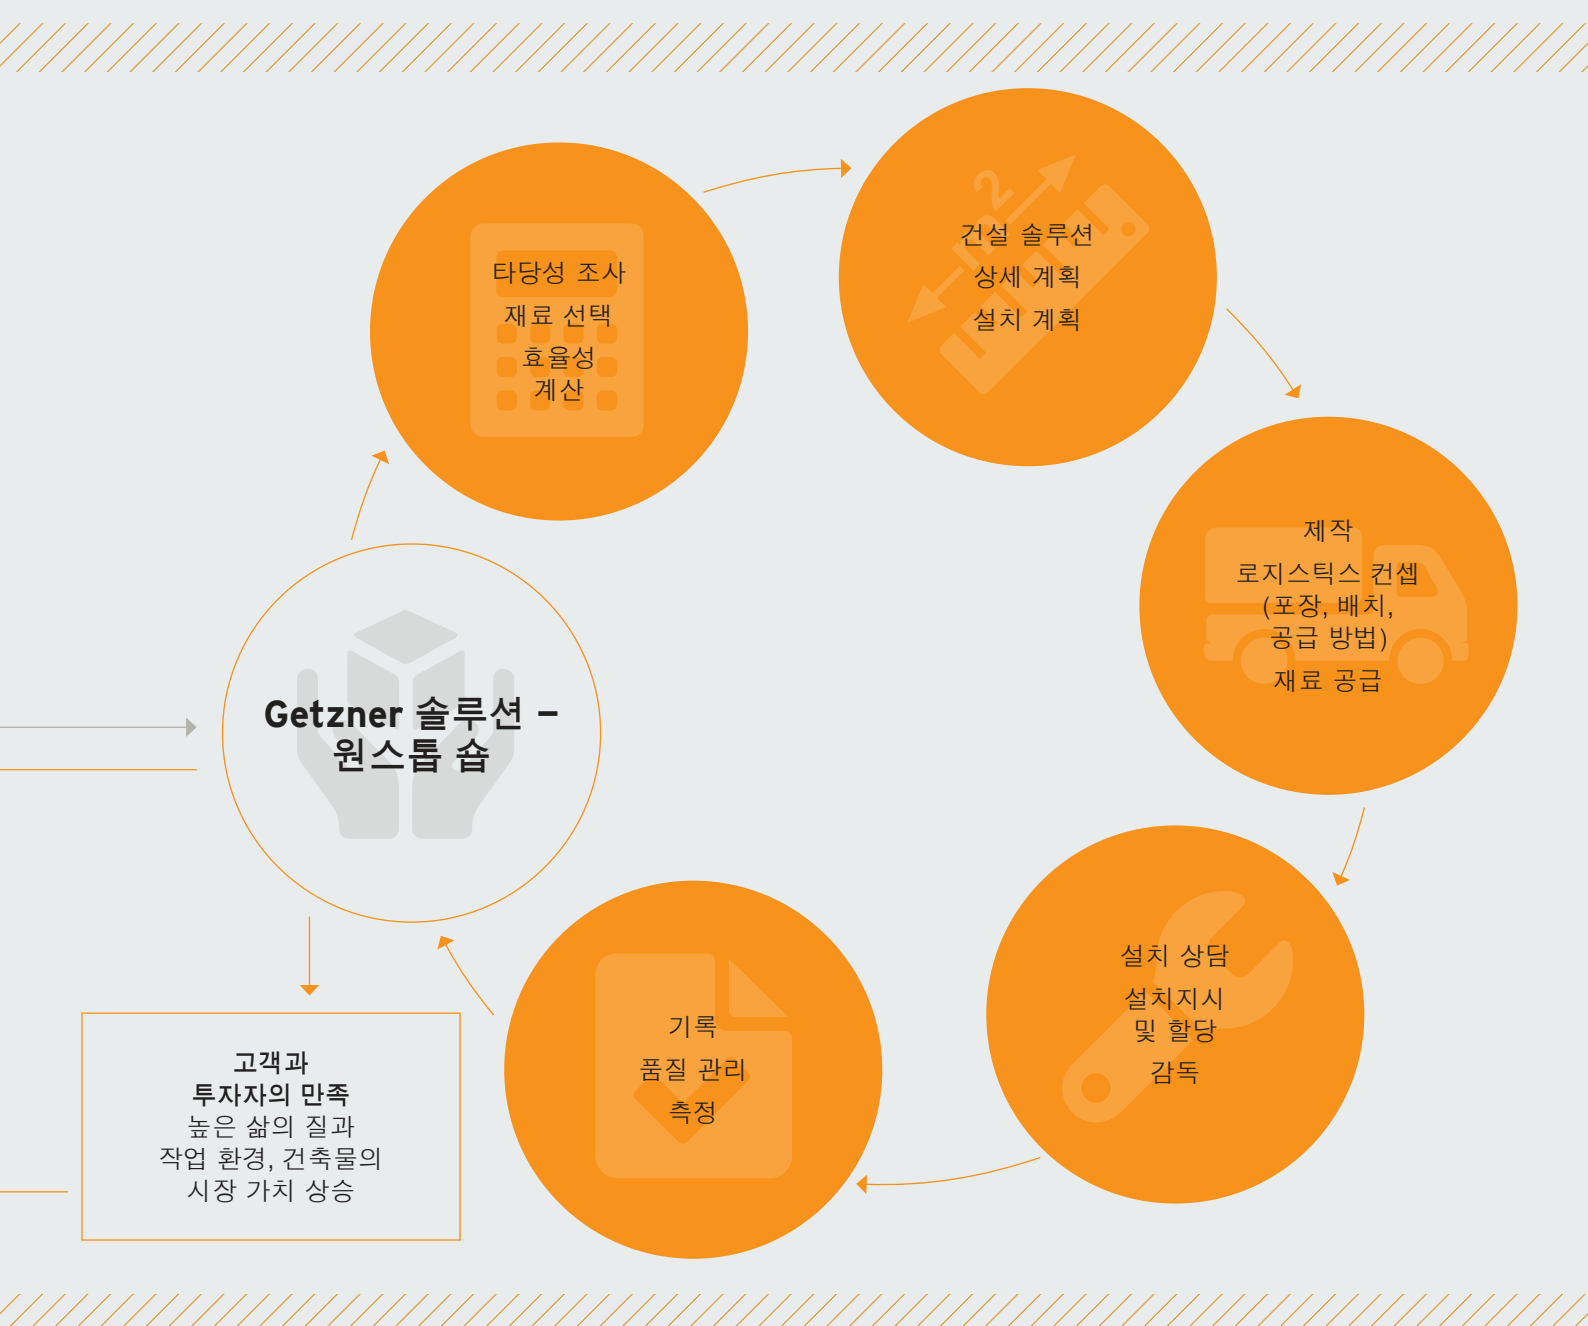 타당성 조사
재료 선택
효율성
계산
건설 솔루션
상세 계획
설치 계획
제작
로지스틱스 컨셉
(포장, 배치,
공급 방법)
재료 공급
설치 상담
설치지시
및 할당
감독
기록
품질 관리
측정
Getzner 솔루션 –
원스톱 숍
고객과
투자자의 만족
높은 삶의 질과
작업 환경, 건축물의
시장 가치 상승
m2